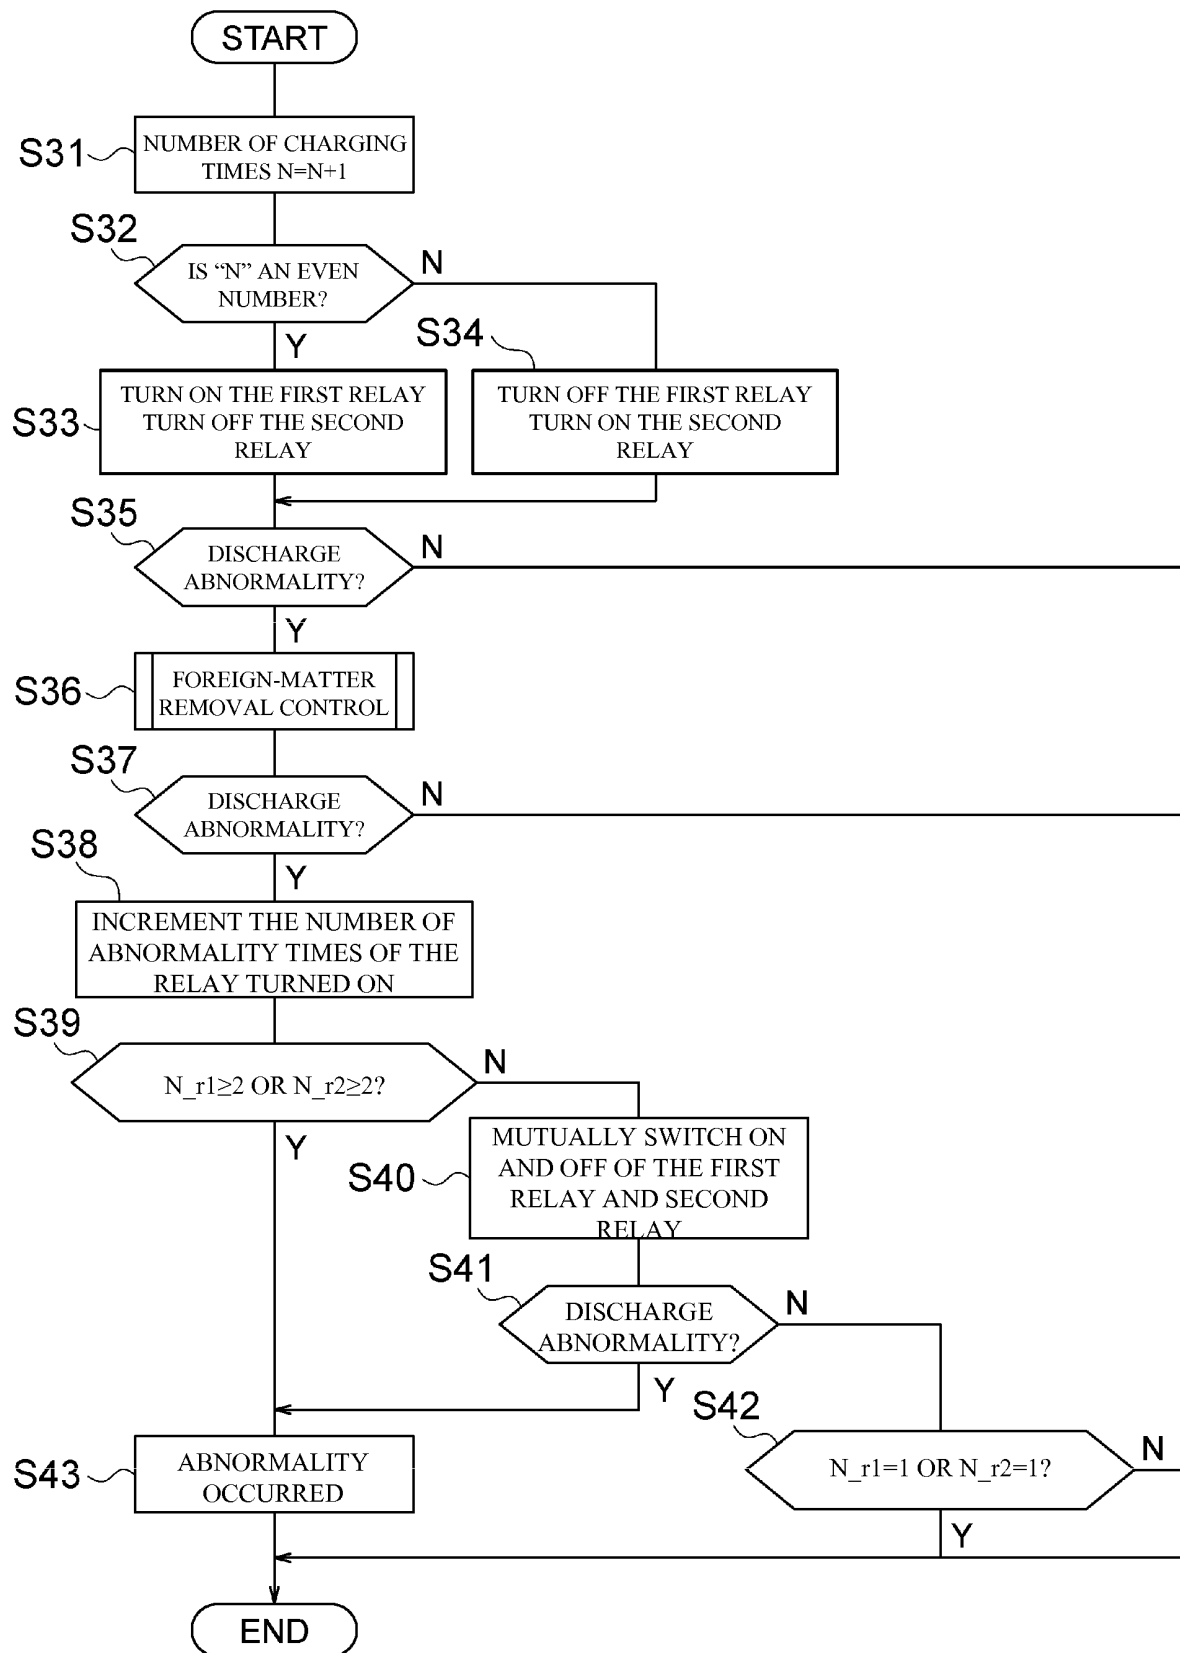 START
S31
NUMBER OF CHARGING
TIMES N=N+1
S32
IS “N” AN EVEN
NUMBER?
N
Y
S33
TURN ON THE FIRST RELAY
TURN OFF THE SECOND
RELAY
S34
TURN OFF THE FIRST RELAY
TURN ON THE SECOND
RELAY
S35
DISCHARGE
ABNORMALITY?
N
Y
S36
FOREIGN-MATTER
REMOVAL CONTROL
S37
DISCHARGE
ABNORMALITY?
N
Y
S38
INCREMENT THE NUMBER OF
ABNORMALITY TIMES OF THE
RELAY TURNED ON
S39
N_r1≥2 OR N_r2≥2?
N
Y
S40
MUTUALLY SWITCH ON
AND OFF OF THE FIRST
RELAY AND SECOND
RELAY
S41
DISCHARGE
ABNORMALITY?
N
Y
S42
N_r1=1 OR N_r2=1?
N
Y
S43
ABNORMALITY
OCCURRED
END